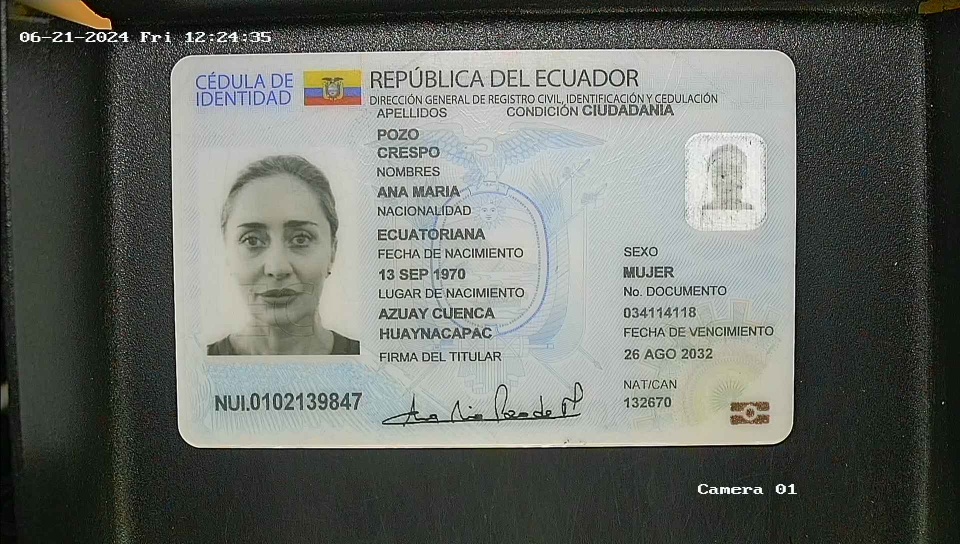 06-21-2024 Fri 12:24:35
CÉDULA DE
IDENTIDAD
REPÚBLICA DEL ECUADOR
DIRECCIÓN GENERAL DE REGISTRO CIVIL, IDENTIFICACIÓN Y CEDULACIÓN
APELLIDOS CONDICIÓN CIUDADANIA
POZO
CRESPO
NOMBRES
ANA MARIA
NACIONALIDAD
ECUATORIANA
FECHA DE NACIMIENTO
13 SEP 1970
LUGAR DE NACIMIENTO
AZUAY CUENCA
HUAYNACAPAC
FIRMA DEL TITULAR
SEXO
MUJER
No. DOCUMENTO
034114118
FECHA DE VENCIMIENTO
26 AGO 2032
NAT/CAN
132670
NUI.0102139847
Camera 01